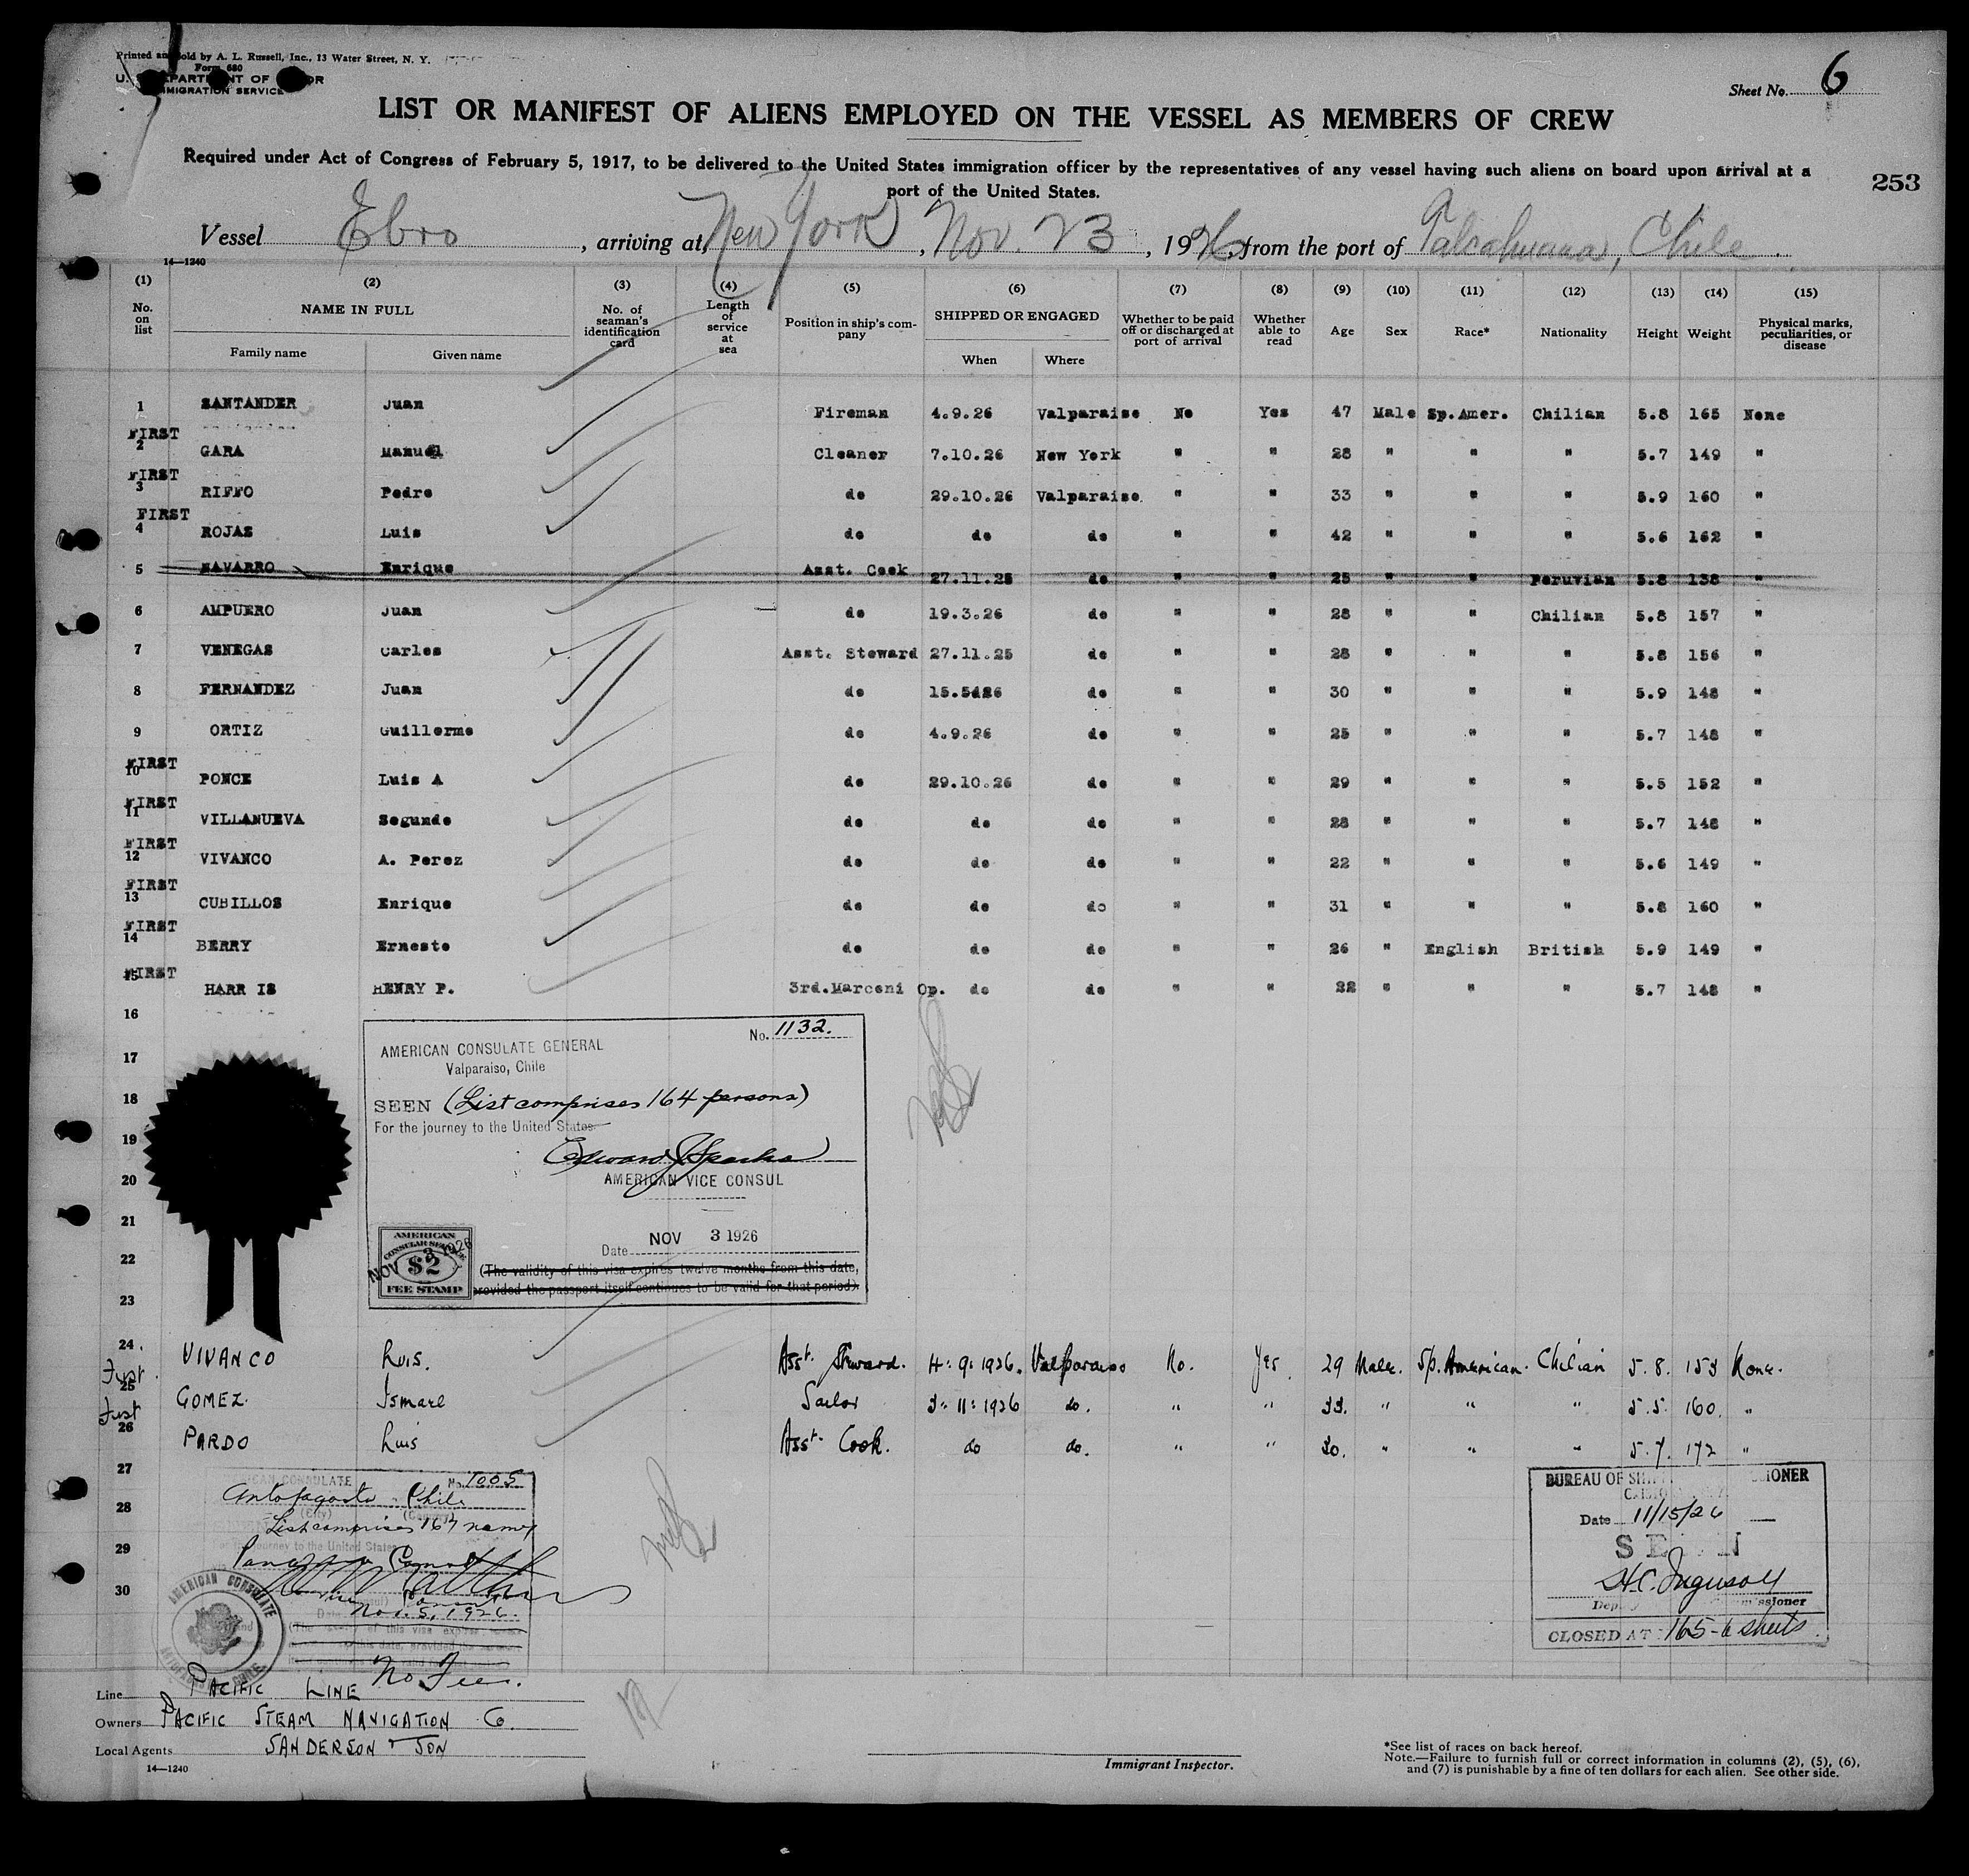 Printed and Sold by A. L. Russell, Inc., 13 Water Street, N. Y.
Form 680
U. DEPARTMENT OF
IMMIGRATION SERVICE
Sheet No. 6
LIST OR MANIFEST OF ALIENS EMPLOYED ON THE VESSEL AS MEMBERS OF CREW
Required under Act of Congress of February 5, 1917, to be delivered to the United States immigration officer by the representatives of any vessel having such aliens on board upon arrival at a
port of the United States.
253
Vessel Ebro, arriving at New York, Nov. 23, 1926, from the port of Talcahuano, Chile.
14—1240
(1) (2) (3) (4) (5) (6) (7) (8) (9) (10) (11) (12) (13) (14) (15)
No. on list NAME IN FULL No. of seaman's identification card Length of service at sea Position in ship's company SHIPPED OR ENGAGED Whether to be paid off or discharged at port of arrival Whether able to read Age Sex Race* Nationality Height Weight Physical marks, peculiarities, or disease
Family name Given name When Where
1 SANTANDER Juan Fireman 4.9.26 Valparaiso No Yes 47 Male Sp.Amer. Chilian 5.8 165 None
FIRST
2 GARA Manuel Cleaner 7.10.26 New York " " 28 " " " 5.7 149 "
FIRST
3 RIFFO Pedro do 29.10.26 Valparaiso. " " 33 " " " 5.9 160 "
FIRST
4 ROJAS Luis do do do " " 42 " " " 5.6 162 "
5 NAVARRO Enrique Asst. Cook 27.11.25 do " " 25 " " Peruvian 5.8 138 "
6 AMPUERO Juan do 19.3.26 do " " 28 " " Chilian 5.8 157 "
7 VENEGAS Carlos Asst. Steward 27.11.25 do " " 28 " " " 5.8 156 "
8 FERNANDEZ Juan do 15.5426 do " " 30 " " " 5.9 148 "
9 ORTIZ Guillermo do 4.9.26 do " " 25 " " " 5.7 148 "
FIRST
10 PONCE Luis A do 29.10.26 do " " 29 " " " 5.5 152 "
FIRST
11 VILLANUEVA Segundo do do do " " 28 " " " 5.7 148 "
FIRST
12 VIVANCO A. Perez do do do " " 22 " " " 5.6 149 "
FIRST
13 CUBILLOS Enrique do do do " " 31 " " " 5.8 160 "
FIRST
14 BERRY Ernesto do do do " " 26 " English British 5.9 149 "
FIRST
15 HARR IS HENRY P. 3rd.Marconi Op. do do " " 22 " " " 5.7 148 "
16
17
18
19
20
21
22
23
No. 1132.
AMERICAN CONSULATE GENERAL
Valparaiso, Chile
SEEN (List comprises 164 persons)
For the journey to the United States
AMERICAN VICE CONSUL
Date NOV 3 1926
(The validity of this visa expires twelve months from this date,
provided the passport itself continues to be valid for that period).
AMERICAN
CONSULAR SERVICE
$2
FEE STAMP
NOV 3 1926
24. VIVANCO Luis. Asst. Steward. 4:9:1926. Valparaiso No. Yes 29 Male. Sp. American. Chilian 5.8. 153 None.
First.
25 GOMEZ. Ismael Sailor 3:11:1926 do. " " 33. " " " 5.5. 160. "
First
26 PARDO Luis Asst. Cook. do do. " " 30. " " " 5.7. 172 "
27
28
29
30
AMERICAN CONSULATE
No. 1005
Antofagasta Chile
(City) (Country)
List comprises 167 names
For the journey to the United States
Nov. 5, 1926.
No Fee.
AMERICAN CONSULATE
BUREAU OF
Date 11/15/26
SEEN
CLOSED AT 165-6 sheets
Line PACIFIC LINE
Owners PACIFIC STEAM NAVIGATION Co.
Local Agents SANDERSON & SON
14—1240
Immigrant Inspector.
*See list of races on back hereof.
Note.—Failure to furnish full or correct information in columns (2), (5), (6),
and (7) is punishable by a fine of ten dollars for each alien. See other side.